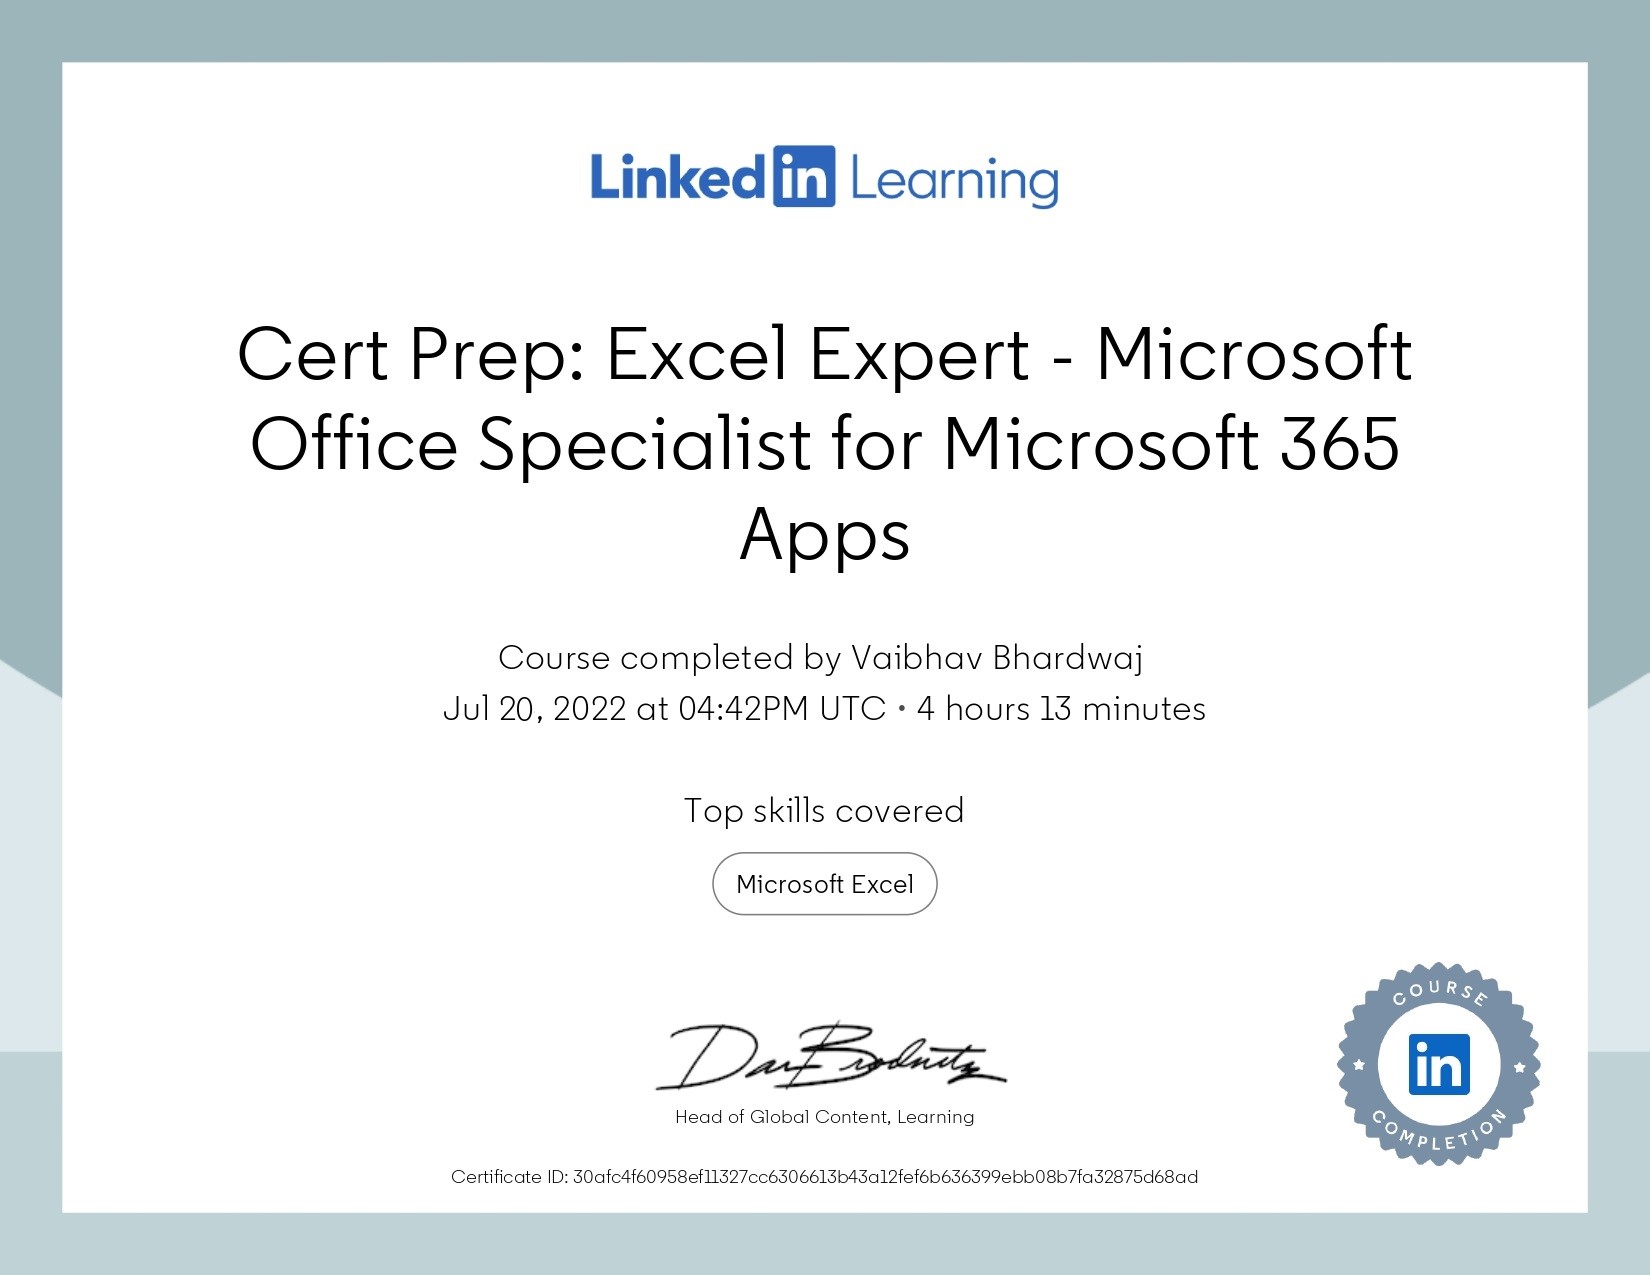 Linkedin Learning
Cert Prep: Excel Expert - Microsoft
Office Specialist for Microsoft 365
Apps
Course completed by Vaibhav Bhardwaj
Jul 20, 2022 at 04:42PM UTC • 4 hours 13 minutes
Top skills covered
Microsoft Excel
Dan Brodnitz
Head of Global Content, Learning
COURSE
in
COMPLETION
Certificate ID: 30afc4f60958ef11327cc6306613b43a12fef6b636399ebb08b7fa32875d68ad